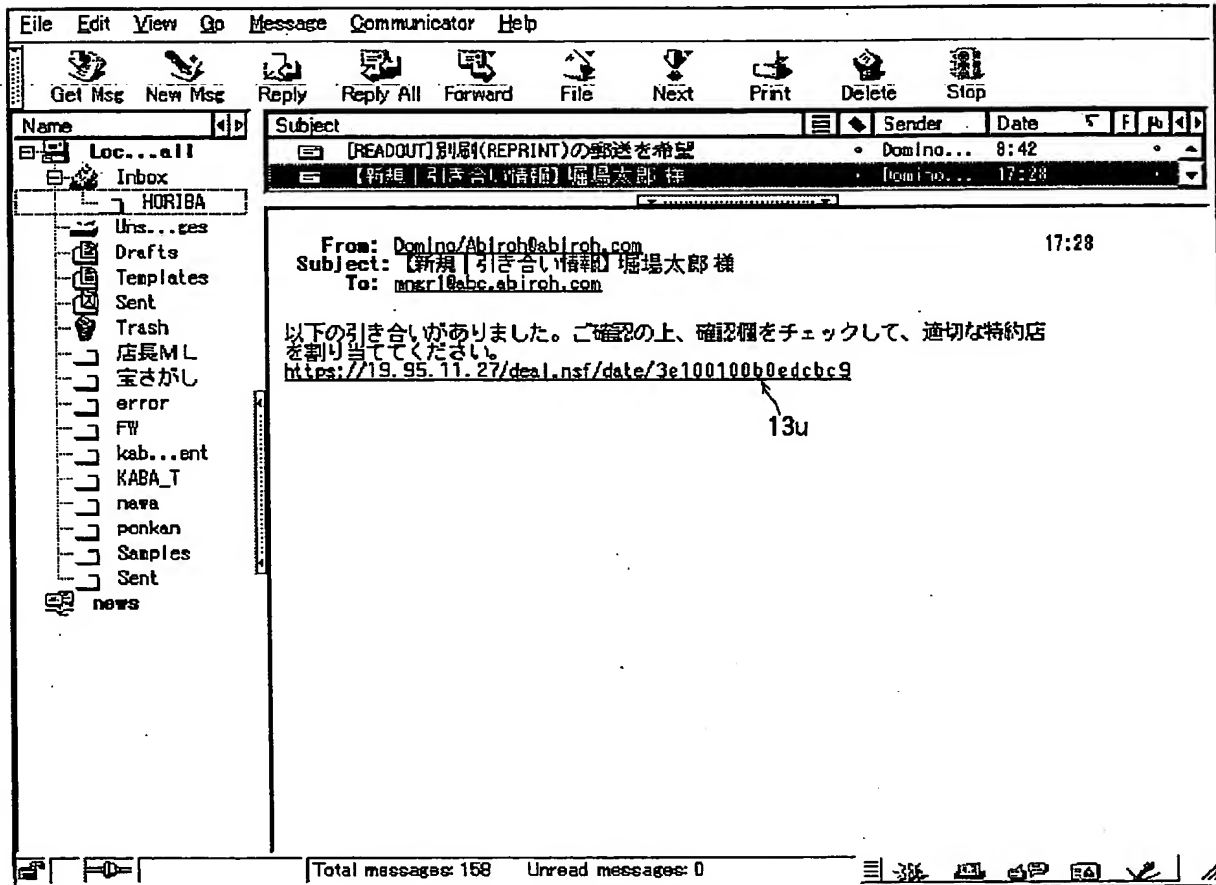 File Edit View Go Message Communicator Help
Get Msg New Msg Reply Reply All Forward File Next Print Delete Stop
Name Subject Sender Date F
Loc...all
Inbox
HORIBA
Uns...ges
Drafts
Templates
Sent
Trash
店長ML
宝さがし
error
FW
kab...ent
KABA_T
nawa
ponkan
Samples
Sent
news
[READOUT]別刷(REPRINT)の郵送を希望 Domino... 8:42
【新規|引き合い情報】堀場太郎 様 Domino... 17:28
From: Domino/Abiroh@abiroh.com 17:28
Subject: 【新規|引き合い情報】堀場太郎 様
To: mngr1@abc.abiroh.com
以下の引き合いがありました。ご確認の上、確認欄をチェックして、適切な特約店
を割り当ててください。
https://19.95.11.27/deal.nsf/date/3e100100b0edcbc9
13u
Total messages: 158 Unread messages: 0